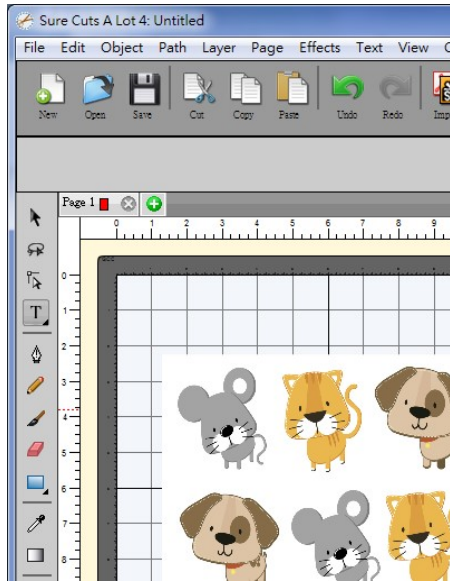 Sure Cuts A Lot 4: Untitled
File Edit Object Path Layer Page Effects Text View
New Open Save Cut Copy Paste Undo Redo Imp
Page 1
0 1 2 3 4 5 6 7 8 9
0
1
2
3
4
5
6
7
8
T